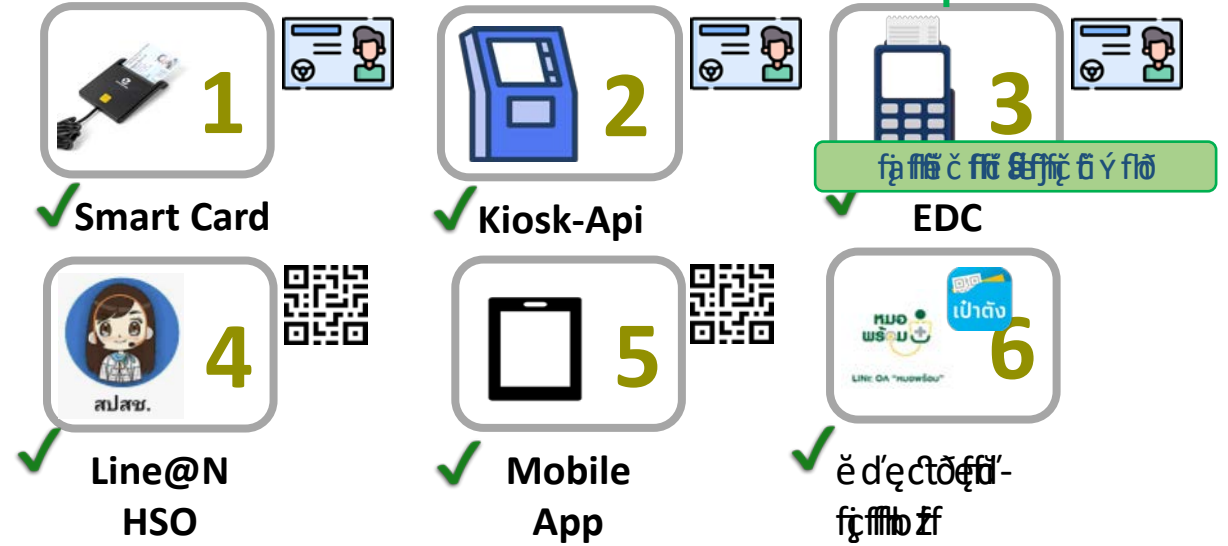 1
2
3
Smart Card
Kiosk-Api
EDC
4
สปสช.
5
หมอ
พร้อม
LINE: OA "หมอพร้อม"
เป๋าตัง
6
Line@N
HSO
Mobile
App